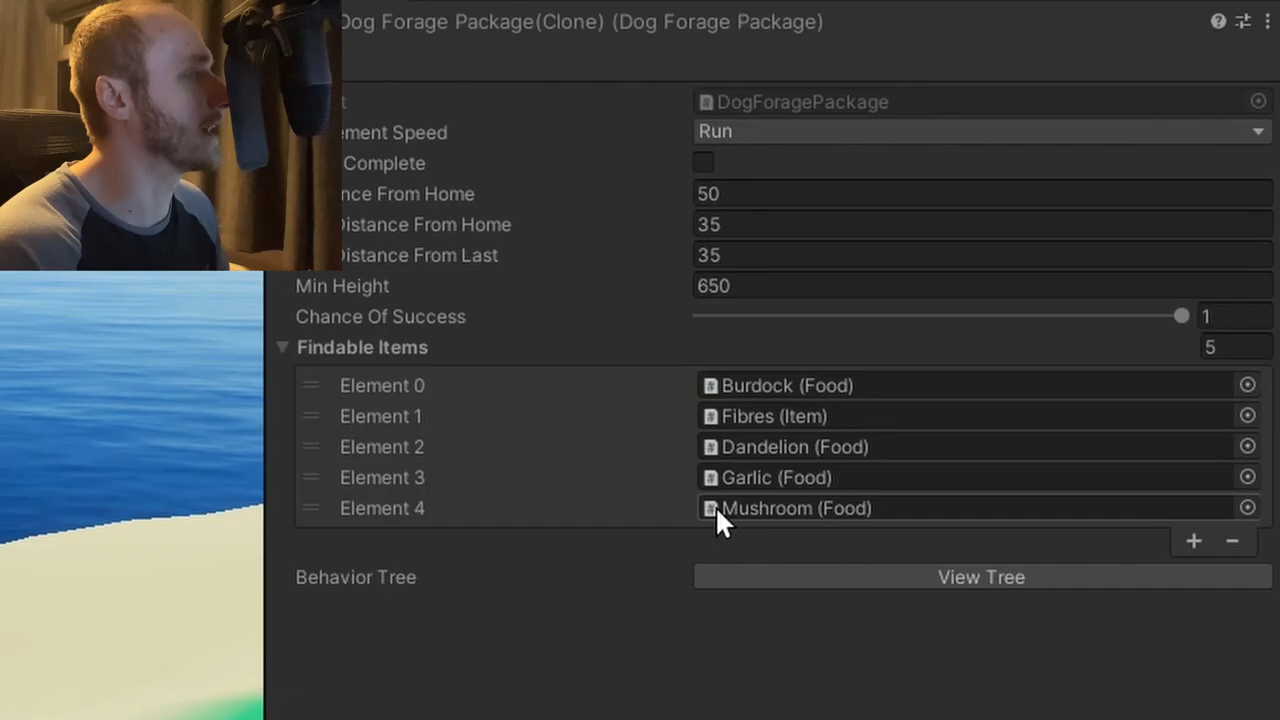 Dog Forage Package(Clone) (Dog Forage Package)
DogForagePackage
ement Speed Run
Complete
nce From Home 50
Distance From Home 35
Distance From Last 35
Min Height 650
Chance Of Success 1
Findable Items 5
Element 0 Burdock (Food)
Element 1 Fibres (Item)
Element 2 Dandelion (Food)
Element 3 Garlic (Food)
Element 4 Mushroom (Food)
Behavior Tree View Tree